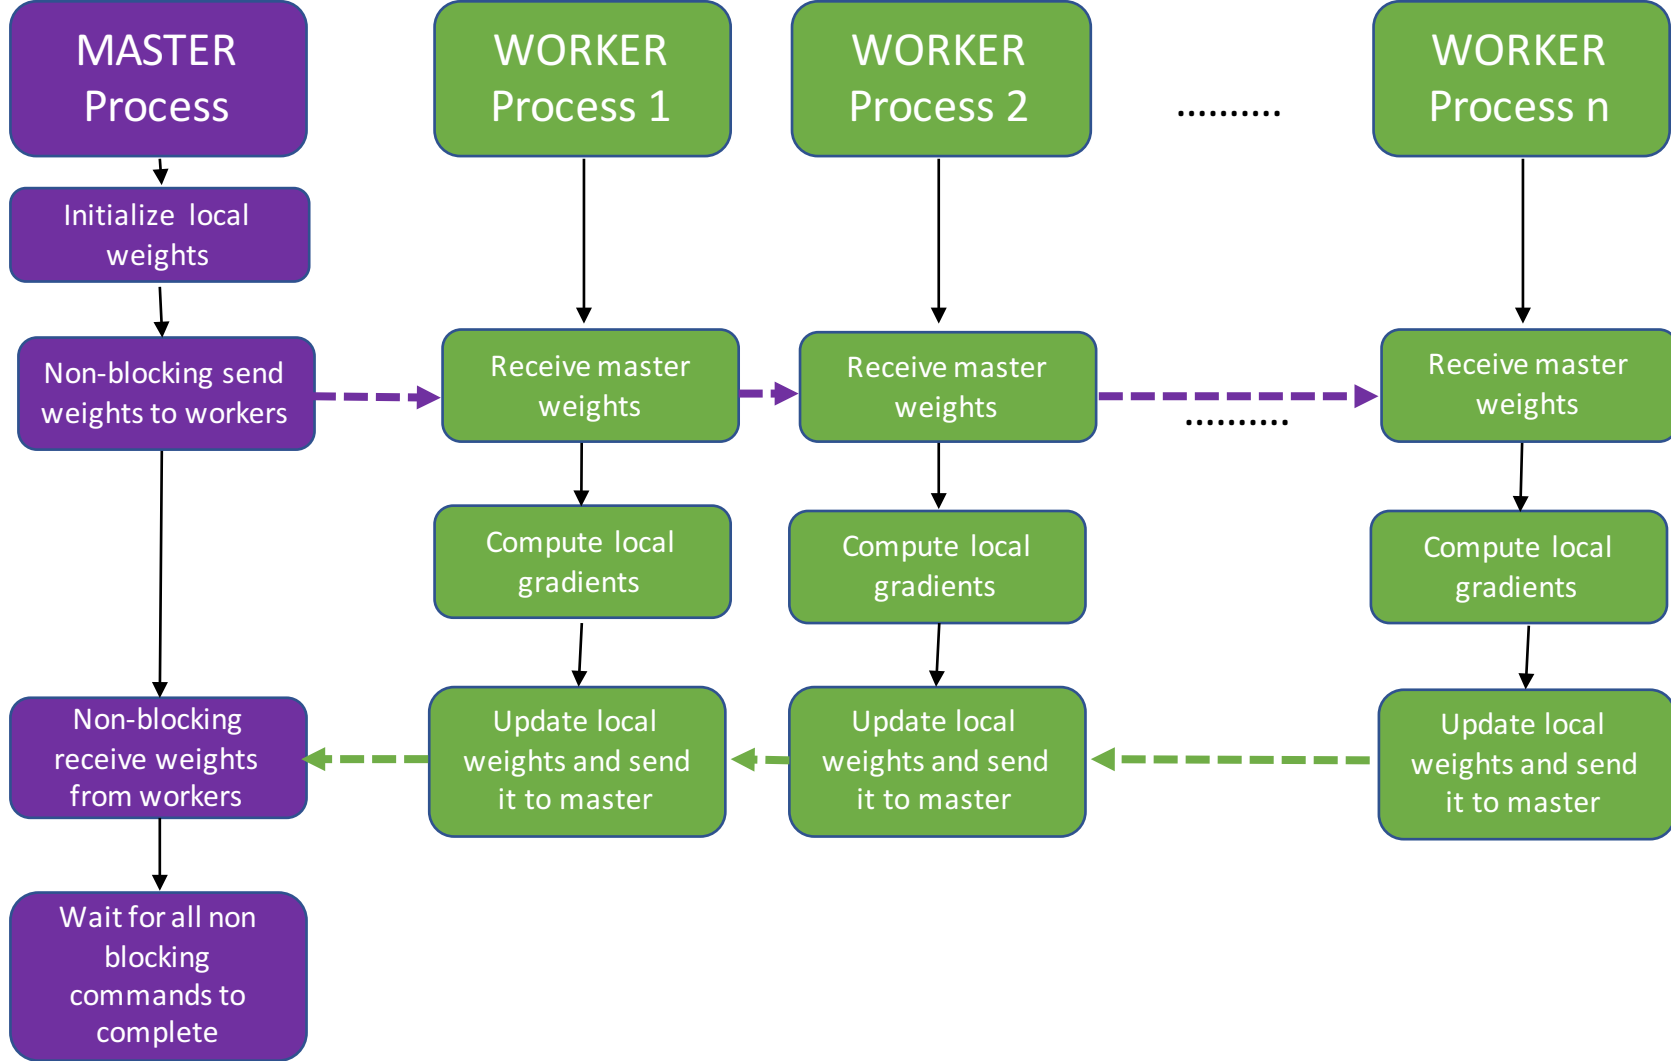 MASTER
Process
WORKER
Process 1
WORKER
Process 2
..........
WORKER
Process n
Initialize local
weights
Non-blocking send
weights to workers
Receive master
weights
Receive master
weights
..........
Receive master
weights
Compute local
gradients
Compute local
gradients
Compute local
gradients
Non-blocking
receive weights
from workers
Update local
weights and send
it to master
Update local
weights and send
it to master
Update local
weights and send
it to master
Wait for all non
blocking
commands to
complete